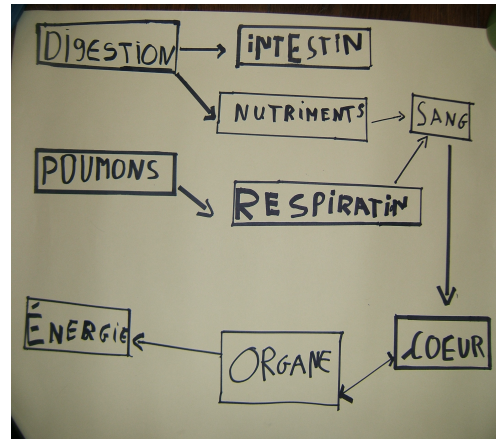 DIGESTION
INTESTIN
NUTRIMENTS
SANG
POUMONS
RESPIRATIN
ÉNERGIE
ORGANE
COEUR